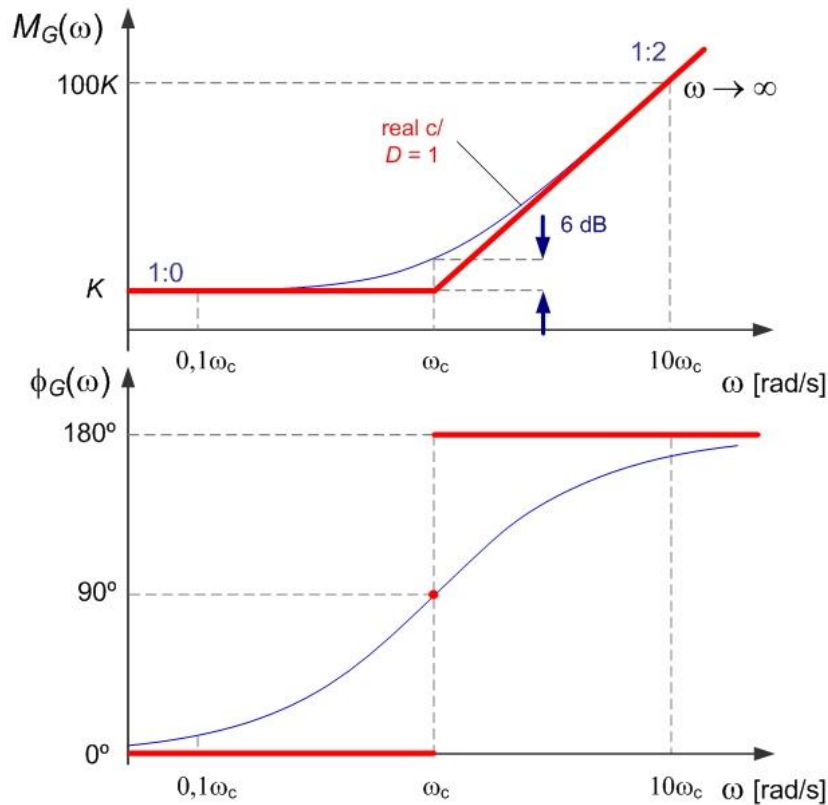 M_G(ω)
1:2
100K
ω → ∞
real c/
D = 1
6 dB
1:0
K
0,1ω_c
ω_c
10ω_c
ω [rad/s]
ϕ_G(ω)
180º
90º
0º
0,1ω_c
ω_c
10ω_c
ω [rad/s]